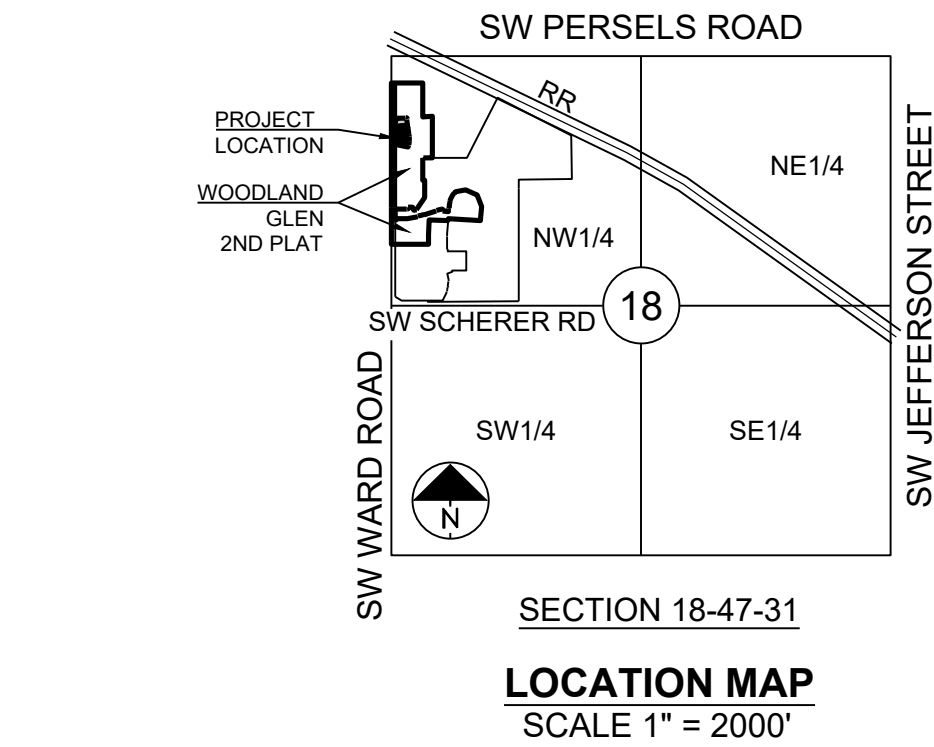 SW PERSELS ROAD
RR
PROJECT
LOCATION
NE1/4
WOODLAND
GLEN
2ND PLAT
NW1/4
SW JEFFERSON STREET
18
SW SCHERER RD
SW WARD ROAD
SW1/4
SE1/4
N
SECTION 18-47-31
LOCATION MAP
SCALE 1" = 2000'